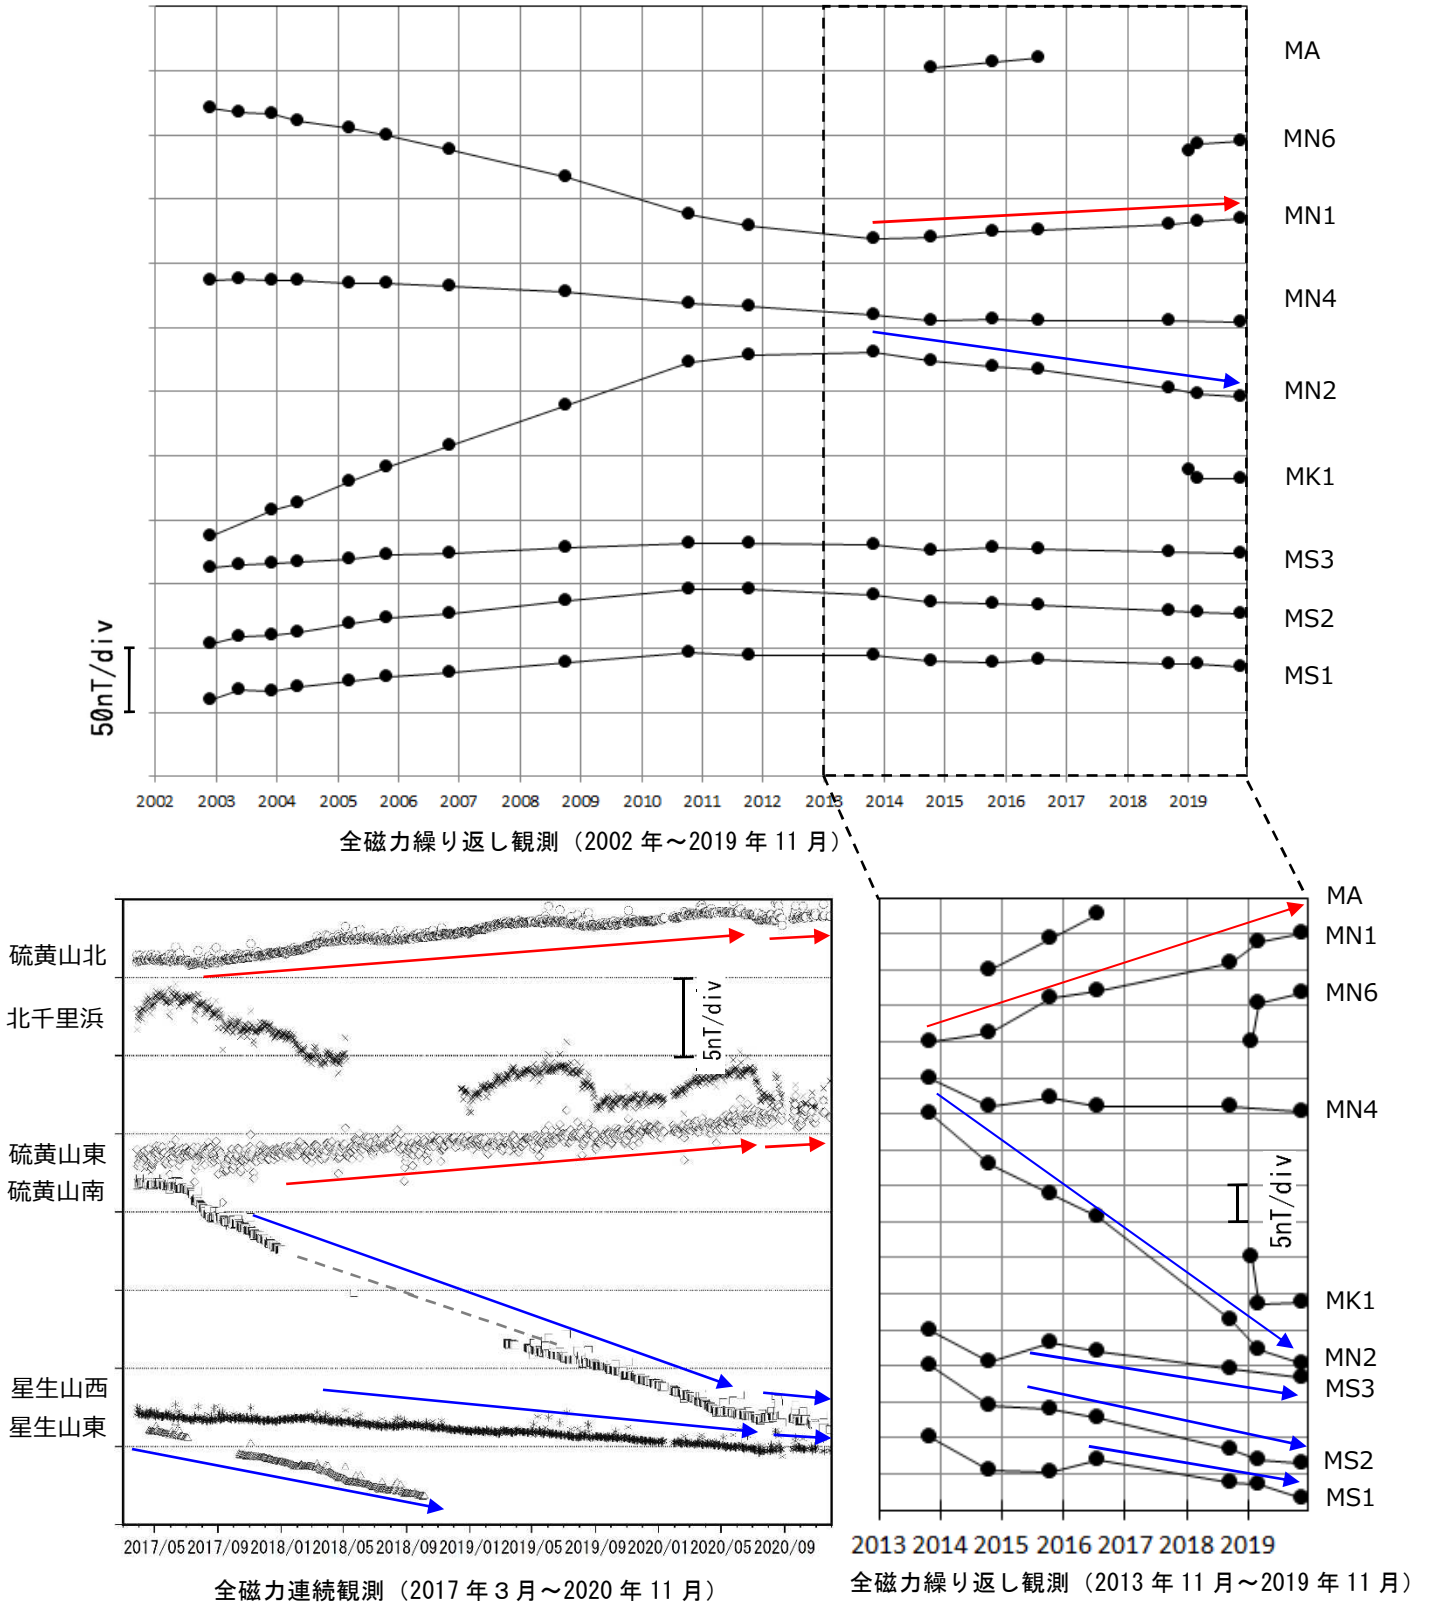 MA
MN6
MN1
MN4
MN2
MK1
MS3
MS2
MS1
50nT/div
2002 2003 2004 2005 2006 2007 2008 2009 2010 2011 2012 2013 2014 2015 2016 2017 2018 2019
全磁力繰り返し観測（2002 年～2019 年 11 月）
硫黄山北
北千里浜
硫黄山東
硫黄山南
星生山西
星生山東
5nT/div
2017/05 2017/09 2018/01 2018/05 2018/09 2019/01 2019/05 2019/09 2020/01 2020/05 2020/09
全磁力連続観測（2017 年３月～2020 年 11 月）
MA
MN1
MN6
MN4
5nT/div
MK1
MN2
MS3
MS2
MS1
2013 2014 2015 2016 2017 2018 2019
全磁力繰り返し観測（2013 年 11 月～2019 年 11 月）